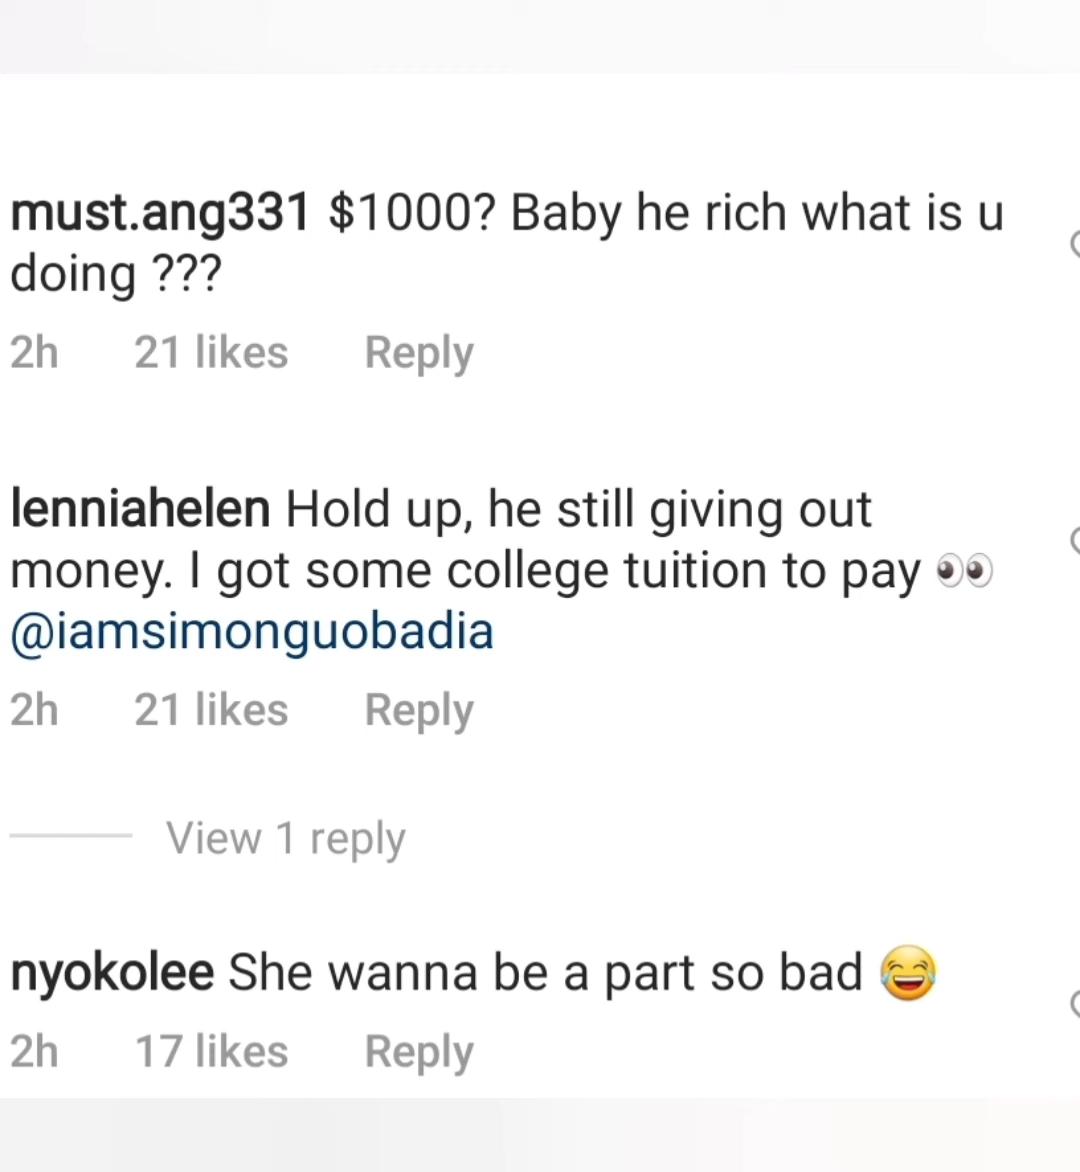 must.ang331 $1000? Baby he rich what is u
doing ???
2h 21 likes Reply
lenniahelen Hold up, he still giving out
money. I got some college tuition to pay 👀
@iamsimonguobadia
2h 21 likes Reply
View 1 reply
nyokolee She wanna be a part so bad 😂
2h 17 likes Reply